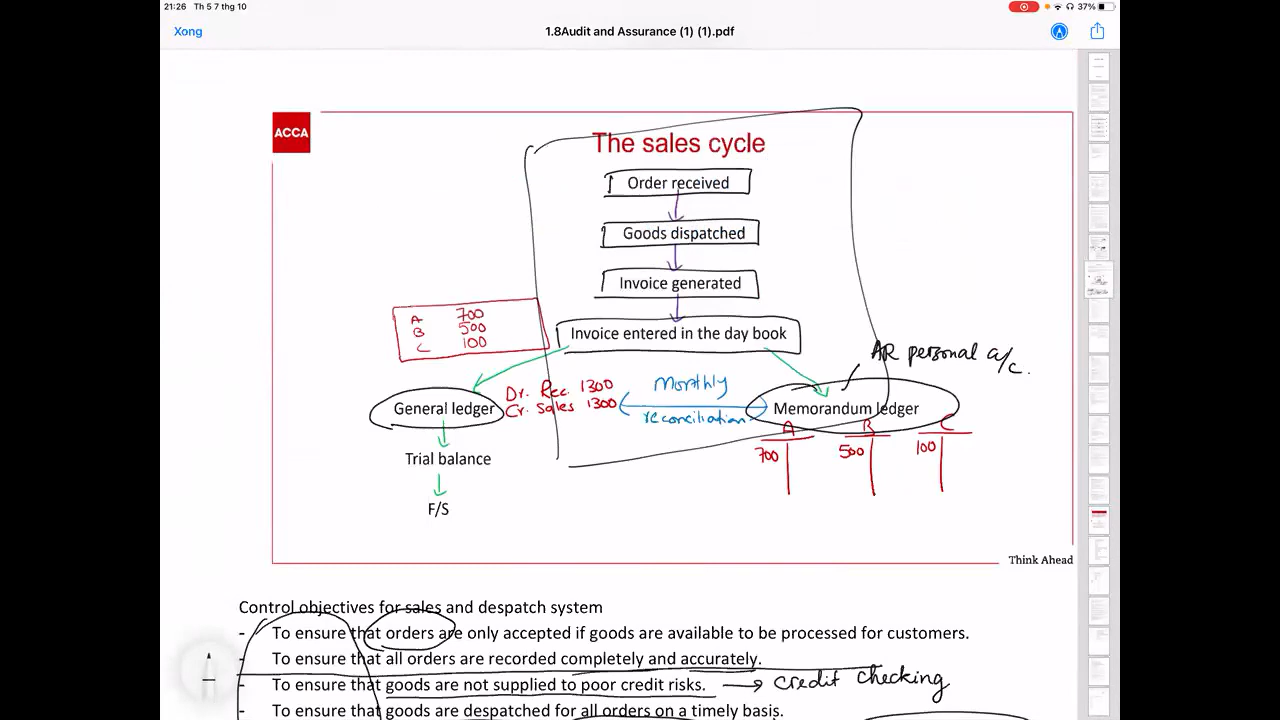 21:26 Th 5 7 thg 10 37%
Xong 1.8Audit and Assurance (1) (1).pdf
ACCA
The sales cycle
Order received
Goods dispatched
Invoice generated
Invoice entered in the day book
A 700
B 500
C 100
AR personal a/c.
General ledger
Dr. Rec. 1300
Cr. Sales 1300
Monthly
reconciliation
Memorandum ledger
A B C
700 500 100
Trial balance
F/S
Think Ahead
Control objectives for sales and despatch system
- To ensure that orders are only accepted if goods are available to be processed for customers.
- To ensure that all orders are recorded completely and accurately.
- To ensure that goods are not supplied to poor credit risks. → credit checking
- To ensure that goods are despatched for all orders in a timely basis.